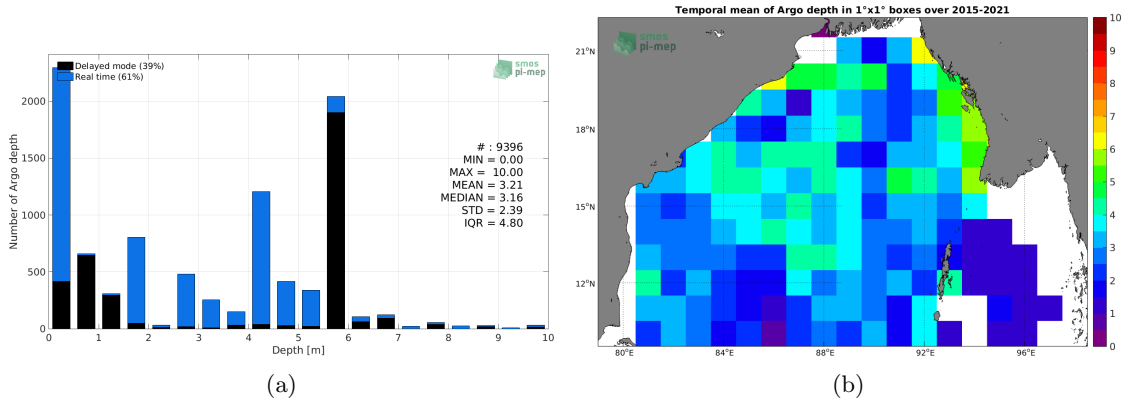 Delayed mode (39%)
Real time (61%)
smos
pi-mep
# : 9396
MIN = 0.00
MAX = 10.00
MEAN = 3.21
MEDIAN = 3.16
STD = 2.39
IQR = 4.80
Number of Argo depth
2000
1500
1000
500
0
0 1 2 3 4 5 6 7 8 9 10
Depth [m]
(a)
Temporal mean of Argo depth in 1°x1° boxes over 2015-2021
smos
pi-mep
21°N
18°N
15°N
12°N
80°E 84°E 88°E 92°E 96°E
10
9
8
7
6
5
4
3
2
1
0
(b)